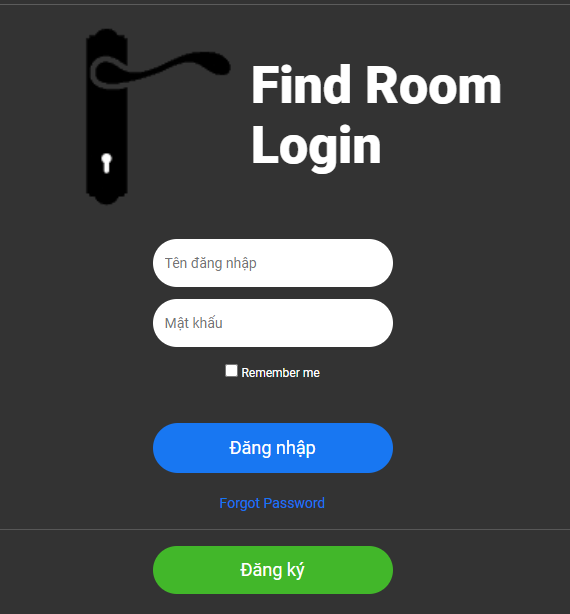 Find Room
Login
Tên đăng nhập
Mật khẩu
Remember me
Đăng nhập
Forgot Password
Đăng ký